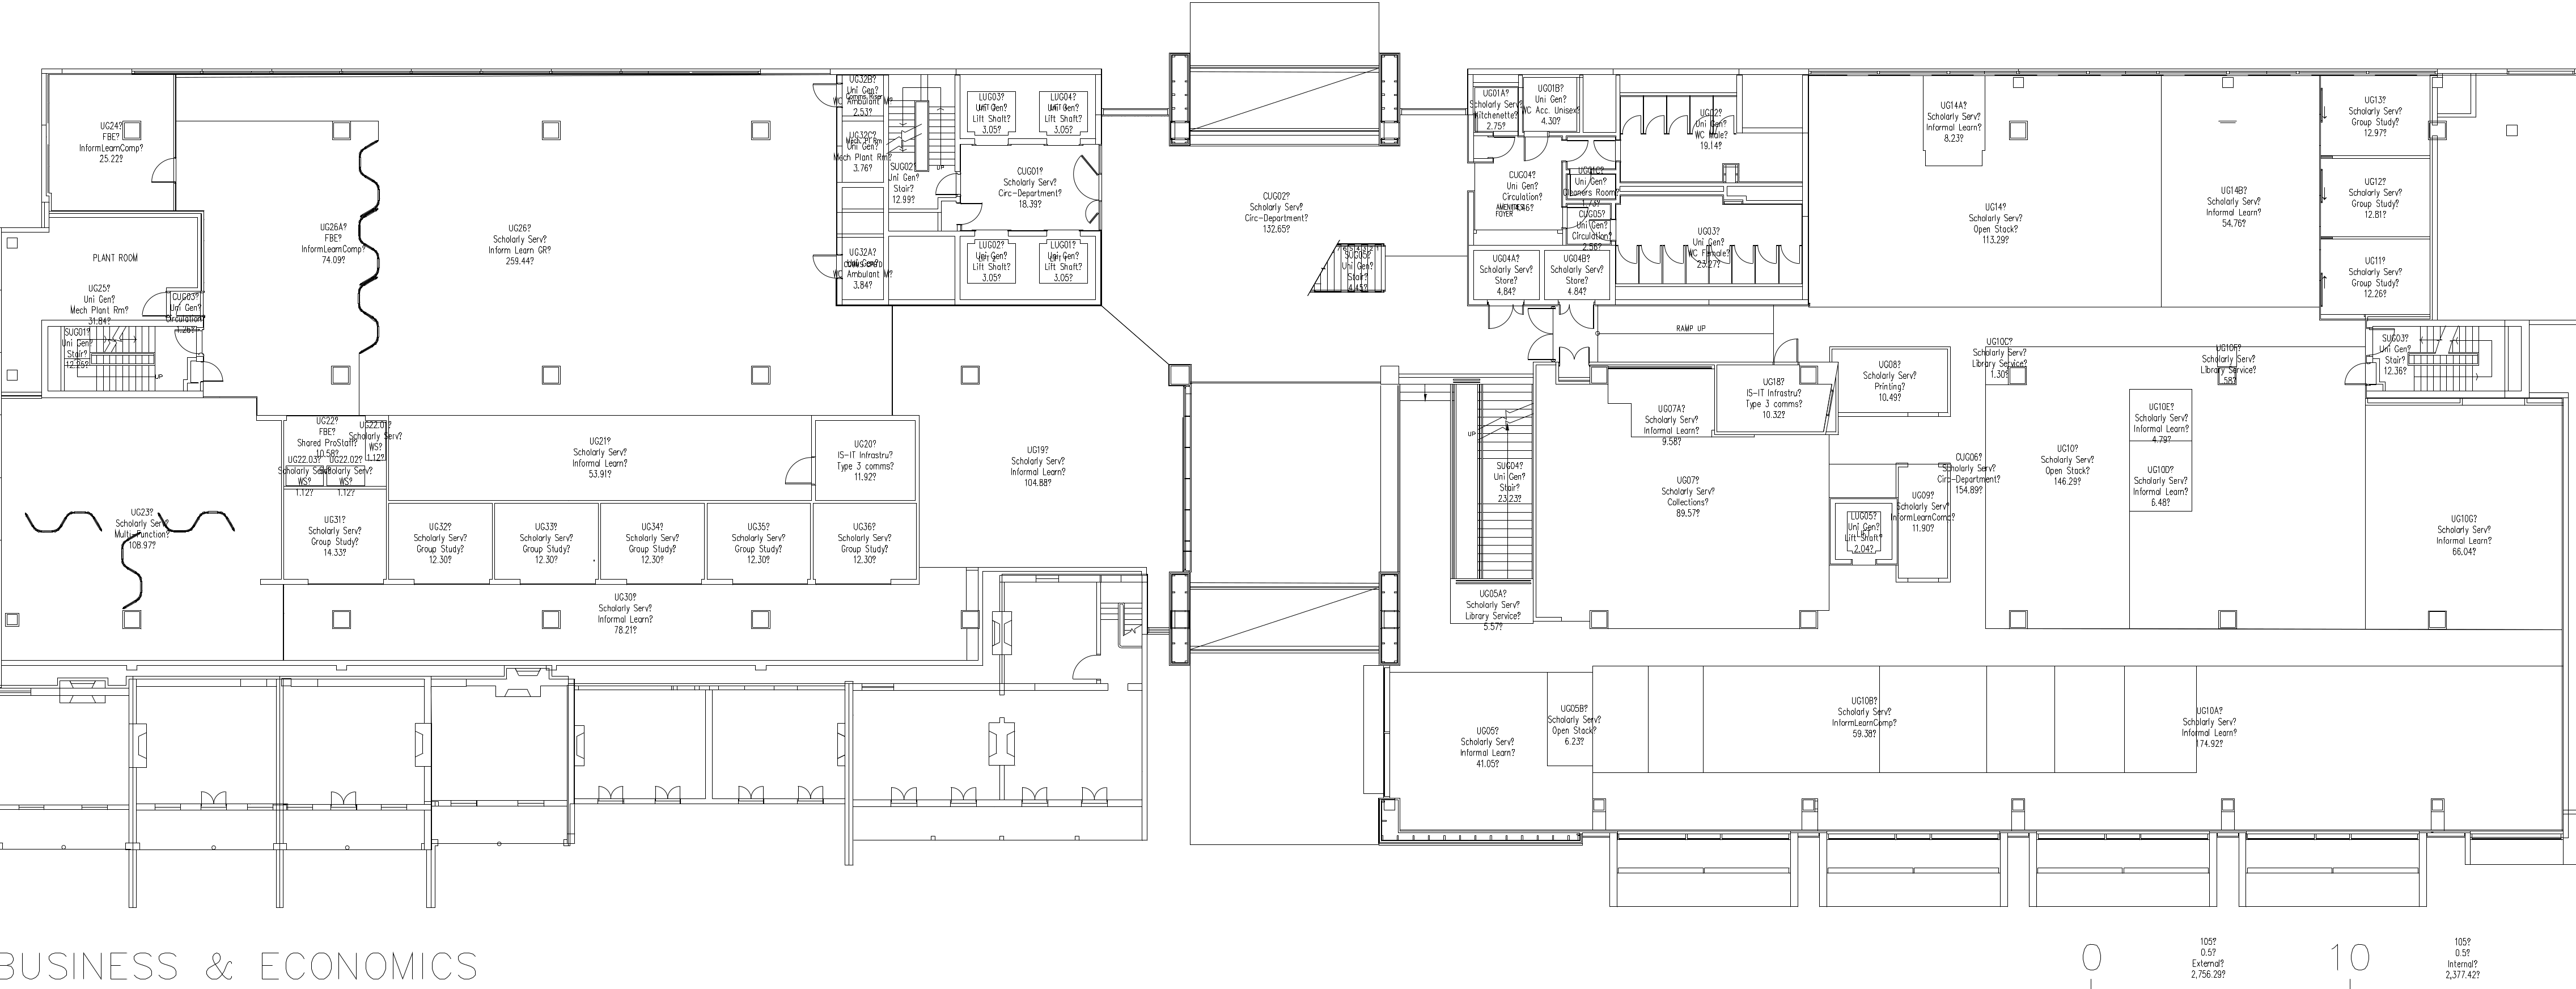 UG24?
FBE?
InformLearnComp?
25.22?
PLANT ROOM
UG25?
Uni Gen?
Mech Plant Rm?
31.84?
CUG03?
Uni Gen?
Circulation?
1.26?
SUG01?
Uni Gen?
Stair?
12.25?
UP
UG26A?
FBE?
InformLearnComp?
74.09?
UG26?
Scholarly Serv?
Inform Learn GR?
259.44?
UG32B?
Uni Gen?
WC Ambulant M?
2.53?
UG32C?
Uni Gen?
Mech Plant Rm?
3.76?
UG32A?
Uni Gen?
WC Ambulant M?
3.84?
SUG02?
Uni Gen?
Stair?
12.99?
UP
LUG03?
Uni Gen?
Lift Shaft?
3.05?
LUG04?
Uni Gen?
Lift Shaft?
3.05?
CUG01?
Scholarly Serv?
Circ-Department?
18.39?
LUG02?
Uni Gen?
Lift Shaft?
3.05?
LUG01?
Uni Gen?
Lift Shaft?
3.05?
CUG02?
Scholarly Serv?
Circ-Department?
132.65?
SUG05?
Uni Gen?
Stair?
4.45?
UG01A?
Scholarly Serv?
Kitchenette?
2.75?
UG01B?
Uni Gen?
WC Acc. Unisex?
4.30?
CUG04?
Uni Gen?
Circulation?
AMENITIES
FOYER
UG01C?
Uni Gen?
Cleaners Room?
1.73?
CUG05?
Uni Gen?
Circulation?
2.56?
UG02?
Uni Gen?
WC Male?
19.14?
UG03?
Uni Gen?
WC Female?
23.27?
UG04A?
Scholarly Serv?
Store?
4.84?
UG04B?
Scholarly Serv?
Store?
4.84?
RAMP UP
UG14A?
Scholarly Serv?
Informal Learn?
8.23?
UG14?
Scholarly Serv?
Open Stack?
113.29?
UG14B?
Scholarly Serv?
Informal Learn?
54.76?
UG13?
Scholarly Serv?
Group Study?
12.97?
UG12?
Scholarly Serv?
Group Study?
12.81?
UG11?
Scholarly Serv?
Group Study?
12.26?
SUG03?
Uni Gen?
Stair?
12.36?
UG10C?
Scholarly Serv?
Library Service?
1.30?
UG10F?
Scholarly Serv?
Library Service?
.58?
UG08?
Scholarly Serv?
Printing?
10.49?
UG18?
IS-IT Infrastru?
Type 3 comms?
10.32?
UG07A?
Scholarly Serv?
Informal Learn?
9.58?
UG07?
Scholarly Serv?
Collections?
89.57?
UP
SUG04?
Uni Gen?
Stair?
23.23?
UG05A?
Scholarly Serv?
Library Service?
5.57?
LUG05?
Uni Gen?
LIFT
Lift Shaft?
2.04?
UG09?
Scholarly Serv?
InformLearnComp?
11.90?
CUG06?
Scholarly Serv?
Circ-Department?
154.89?
UG10?
Scholarly Serv?
Open Stack?
146.29?
UG10E?
Scholarly Serv?
Informal Learn?
4.79?
UG10D?
Scholarly Serv?
Informal Learn?
6.48?
UG10G?
Scholarly Serv?
Informal Learn?
66.04?
UG22?
FBE?
Shared ProStaff?
10.58?
UG22.01?
Scholarly Serv?
WS?
1.12?
UG22.03?
Scholarly Serv?
WS?
1.12?
UG22.02?
Scholarly Serv?
WS?
1.12?
UG21?
Scholarly Serv?
Informal Learn?
53.91?
UG20?
IS-IT Infrastru?
Type 3 comms?
11.92?
UG19?
Scholarly Serv?
Informal Learn?
104.88?
UG23?
Scholarly Serv?
Multi-Function?
108.97?
UG31?
Scholarly Serv?
Group Study?
14.33?
UG32?
Scholarly Serv?
Group Study?
12.30?
UG33?
Scholarly Serv?
Group Study?
12.30?
UG34?
Scholarly Serv?
Group Study?
12.30?
UG35?
Scholarly Serv?
Group Study?
12.30?
UG36?
Scholarly Serv?
Group Study?
12.30?
UG30?
Scholarly Serv?
Informal Learn?
78.21?
UG05?
Scholarly Serv?
Informal Learn?
41.05?
UG05B?
Scholarly Serv?
Open Stack?
6.23?
UG10B?
Scholarly Serv?
InformLearnComp?
59.38?
UG10A?
Scholarly Serv?
Informal Learn?
174.92?
BUSINESS & ECONOMICS
0
105?
0.5?
External?
2,756.29?
10
105?
0.5?
Internal?
2,377.42?